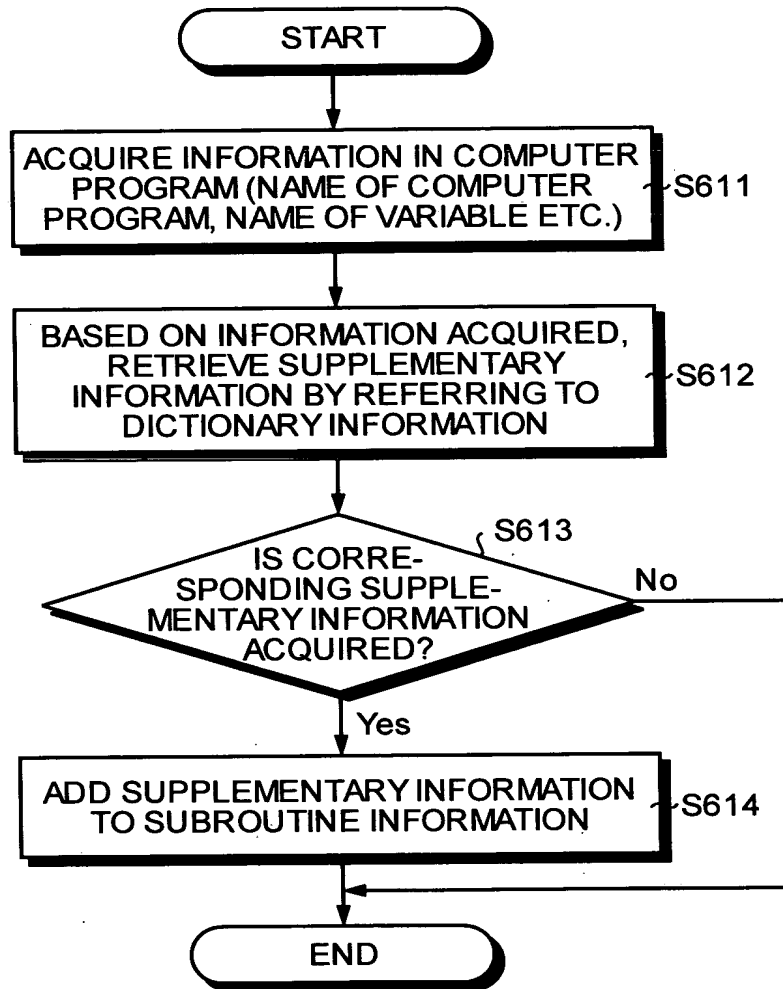 START
ACQUIRE INFORMATION IN COMPUTER
PROGRAM (NAME OF COMPUTER
PROGRAM, NAME OF VARIABLE ETC.)
S611
BASED ON INFORMATION ACQUIRED,
RETRIEVE SUPPLEMENTARY
INFORMATION BY REFERRING TO
DICTIONARY INFORMATION
S612
S613
IS CORRE-
SPONDING SUPPLE-
MENTARY INFORMATION
ACQUIRED?
No
Yes
ADD SUPPLEMENTARY INFORMATION
TO SUBROUTINE INFORMATION
S614
END